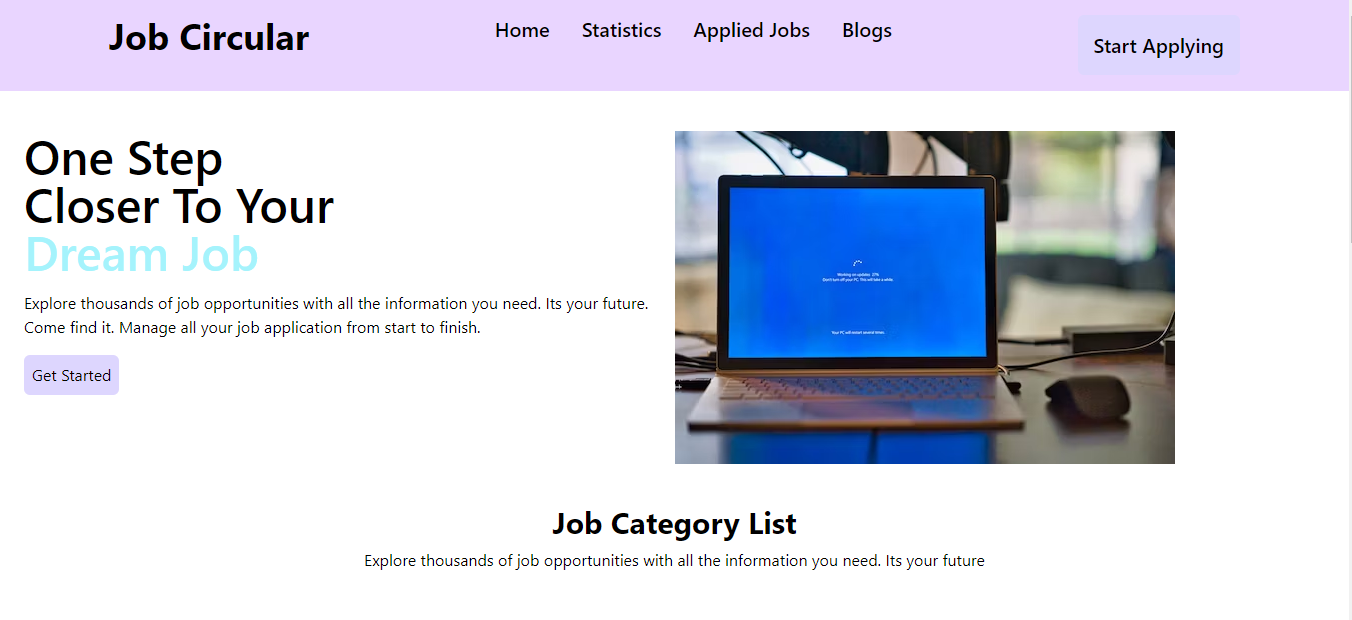 Job Circular
Home Statistics Applied Jobs Blogs
Start Applying
One Step
Closer To Your
Dream Job
Explore thousands of job opportunities with all the information you need. Its your future.
Come find it. Manage all your job application from start to finish.
Get Started
Working on updates 27%
Don't turn off your PC. This will take a while.
Your PC will restart several times.
Job Category List
Explore thousands of job opportunities with all the information you need. Its your future